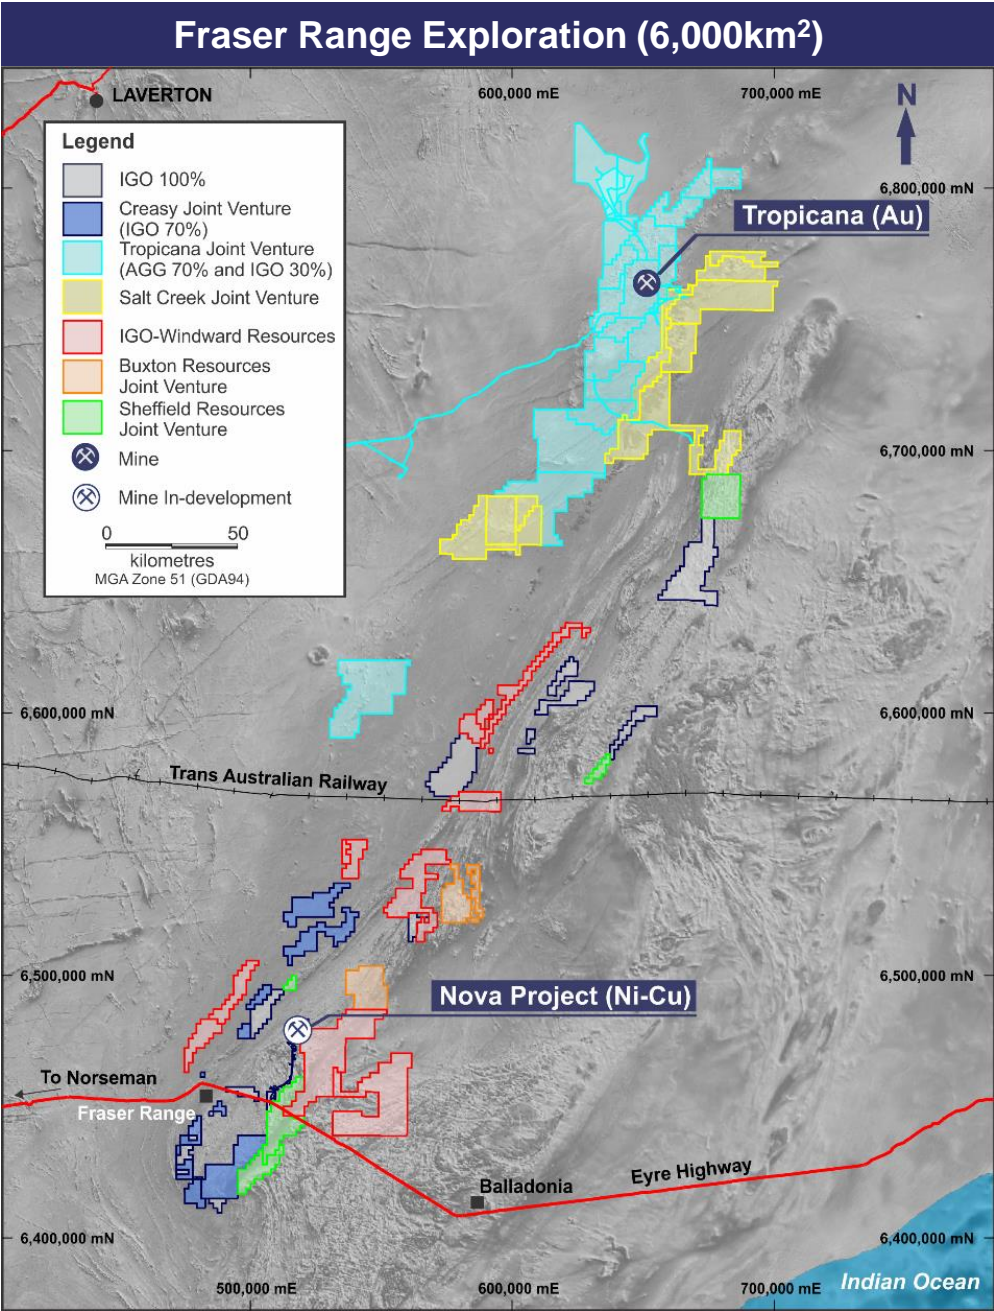 Fraser Range Exploration (6,000km²)
LAVERTON
600,000 mE
700,000 mE
N
Legend
IGO 100%
Creasy Joint Venture
(IGO 70%)
Tropicana Joint Venture
(AGG 70% and IGO 30%)
Salt Creek Joint Venture
IGO-Windward Resources
Buxton Resources
Joint Venture
Sheffield Resources
Joint Venture
Mine
Mine In-development
0 50
kilometres
MGA Zone 51 (GDA94)
6,800,000 mN
Tropicana (Au)
6,700,000 mN
6,600,000 mN
6,600,000 mN
Trans Australian Railway
6,500,000 mN
6,500,000 mN
Nova Project (Ni-Cu)
To Norseman
Fraser Range
Eyre Highway
Balladonia
6,400,000 mN
6,400,000 mN
500,000 mE
600,000 mE
700,000 mE
Indian Ocean